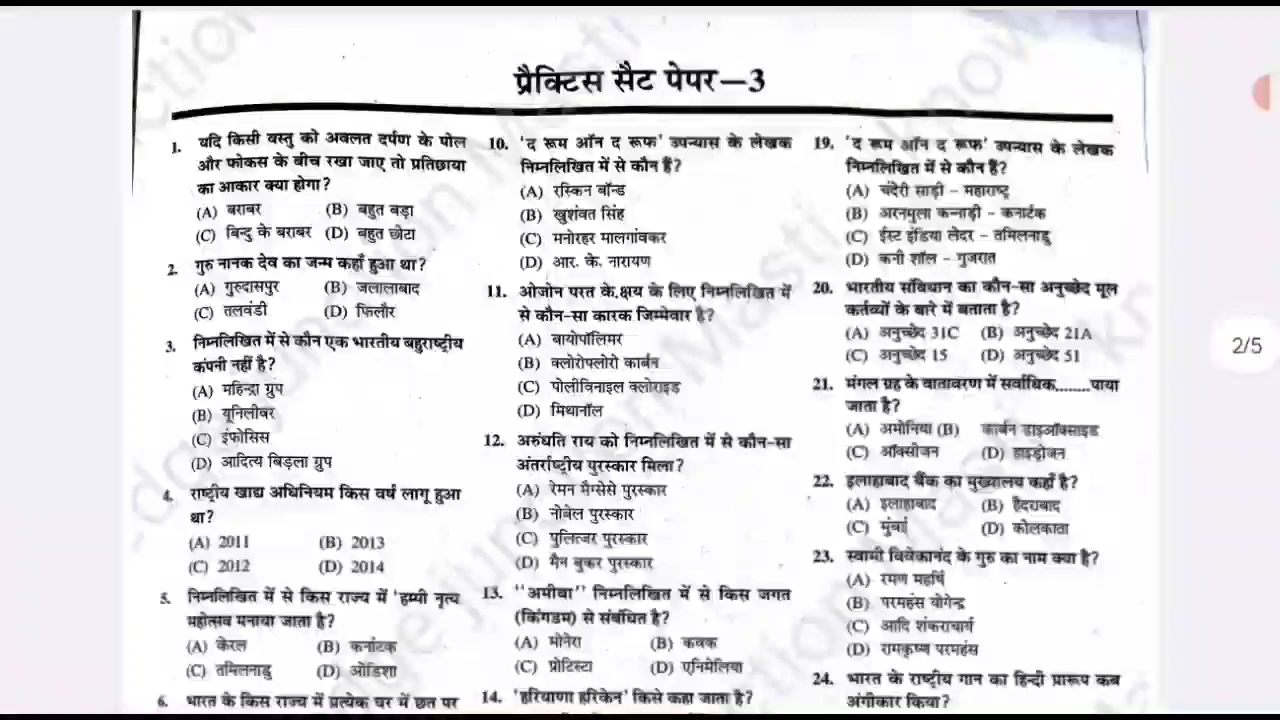 प्रैक्टिस सैट पेपर—3
1. यदि किसी वस्तु को अवलत दर्पण के पोल
और फोकस के बीच रखा जाए तो प्रतिछाया
का आकार क्या होगा?
(A) बराबर (B) बहुत बड़ा
(C) बिन्दु के बराबर (D) बहुत छोटा
2. गुरु नानक देव का जन्म कहाँ हुआ था?
(A) गुरुदासपुर (B) जलालाबाद
(C) तलवंडी (D) फिलौर
3. निम्नलिखित में से कौन एक भारतीय बहुराष्ट्रीय
कंपनी नहीं है?
(A) महिन्द्रा ग्रुप
(B) यूनिलीवर
(C) इंफोसिस
(D) आदित्य बिड़ला ग्रुप
4. राष्ट्रीय खाद्य अधिनियम किस वर्ष लागू हुआ
था?
(A) 2011 (B) 2013
(C) 2012 (D) 2014
5. निम्नलिखित में से किस राज्य में 'हम्पी नृत्य
महोत्सव मनाया जाता है?
(A) केरल (B) कर्नाटक
(C) तमिलनाडु (D) ओडिशा
6. भारत के किस राज्य में प्रत्येक घर में छत पर
10. 'द रूम ऑन द रूफ' उपन्यास के लेखक
निम्नलिखित में से कौन हैं?
(A) रस्किन बॉन्ड
(B) खुशंवत सिंह
(C) मनोरहर मालगांवकर
(D) आर. के. नारायण
11. ओजोन परत के क्षय के लिए निम्नलिखित में
से कौन-सा कारक जिम्मेवार है?
(A) बायोपॉलिमर
(B) क्लोरोफ्लोरो कार्बन
(C) पोलीविनाइल क्लोराइड
(D) मिथानॉल
12. अरुंधति राय को निम्नलिखित में से कौन-सा
अंतर्राष्ट्रीय पुरस्कार मिला?
(A) रेमन मैग्सेसे पुरस्कार
(B) नोबेल पुरस्कार
(C) पुलित्जर पुरस्कार
(D) मैन बुकर पुरस्कार
13. "अमीबा" निम्नलिखित में से किस जगत
(किंगडम) से संबंधित है?
(A) मोनेरा (B) कवक
(C) प्रोटिस्टा (D) एनिमेलिया
14. 'हरियाणा हरिकेन' किसे कहा जाता है?
19. 'द रूम ऑन द रूफ' उपन्यास के लेखक
निम्नलिखित में से कौन हैं?
(A) चंदेरी साड़ी – महाराष्ट्र
(B) अरनमुला कन्नाड़ी – कनार्टक
(C) ईस्ट इंडिया लेदर – तमिलनाडु
(D) कनी शॉल – गुजरात
20. भारतीय संविधान का कौन-सा अनुच्छेद मूल
कर्तव्यों के बारे में बताता है?
(A) अनुच्छेद 31C (B) अनुच्छेद 21A
(C) अनुच्छेद 15 (D) अनुच्छेद 51
21. मंगल ग्रह के वातावरण में सर्वाधिक........पाया
जाता है?
(A) अमोनिया (B) कार्बन डाइऑक्साइड
(C) ऑक्सीजन (D) हाइड्रोजन
22. इलाहाबाद बैंक का मुख्यालय कहाँ है?
(A) इलाहाबाद (B) हैदराबाद
(C) मुंबई (D) कोलकाता
23. स्वामी विवेकानंद के गुरु का नाम क्या है?
(A) रमण महर्षि
(B) परमहंस योगेन्द्र
(C) आदि शंकराचार्य
(D) रामकृष्ण परमहंस
24. भारत के राष्ट्रीय गान का हिन्दी प्रारूप कब
अंगीकार किया?
2/5